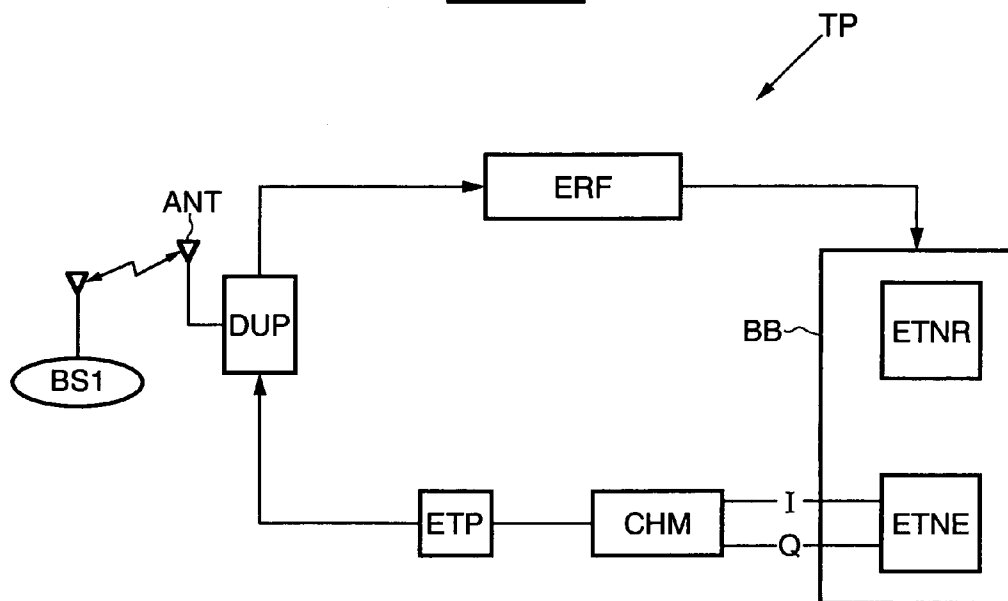 TP
ERF
ANT
DUP
BB
ETNR
BS1
ETP
CHM
I
Q
ETNE